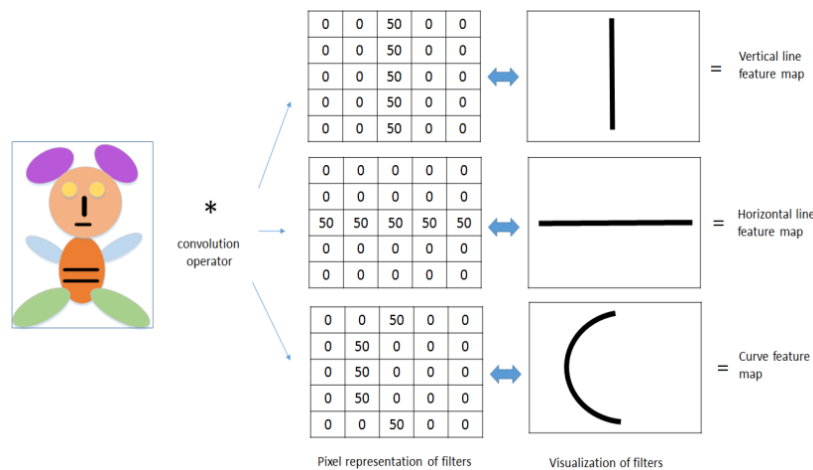 0 0 50 0 0
0 0 50 0 0
0 0 50 0 0
0 0 50 0 0
0 0 50 0 0
= Vertical line
feature map
*
convolution
operator
0 0 0 0 0
0 0 0 0 0
50 50 50 50 50
0 0 0 0 0
0 0 0 0 0
= Horizontal line
feature map
0 0 50 0 0
0 50 0 0 0
0 50 0 0 0
0 50 0 0 0
0 0 50 0 0
= Curve feature
map
Pixel representation of filters
Visualization of filters